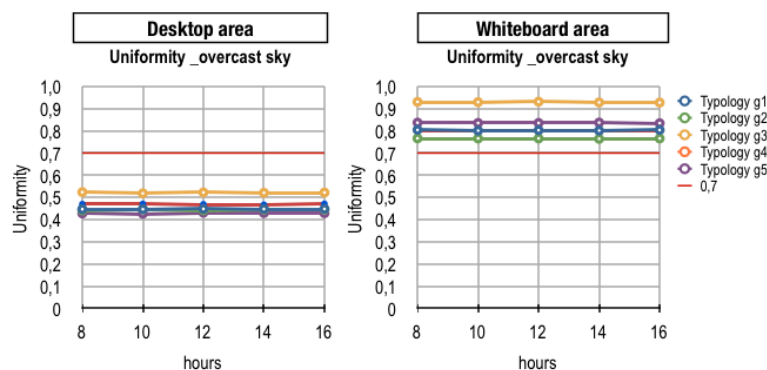 Desktop area
Uniformity _overcast sky
Uniformity
1,0
0,9
0,8
0,7
0,6
0,5
0,4
0,3
0,2
0,1
0
8 10 12 14 16
hours
Whiteboard area
Uniformity _overcast sky
Uniformity
1,0
0,9
0,8
0,7
0,6
0,5
0,4
0,3
0,2
0,1
0
8 10 12 14 16
hours
Typology g1
Typology g2
Typology g3
Typology g4
Typology g5
0,7